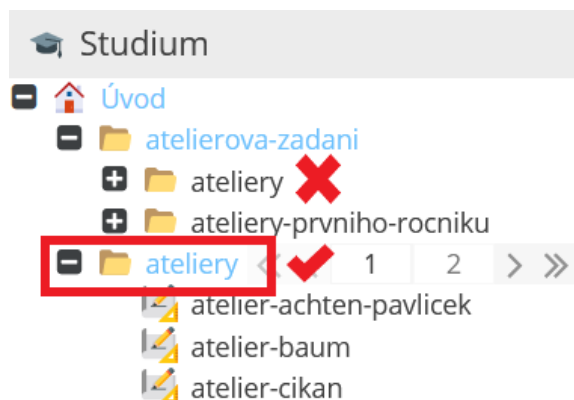 Studium
Úvod
atelierova-zadani
ateliery
ateliery-prvniho-rocniku
ateliery 1 2
atelier-achten-pavlicek
atelier-baum
atelier-cikan